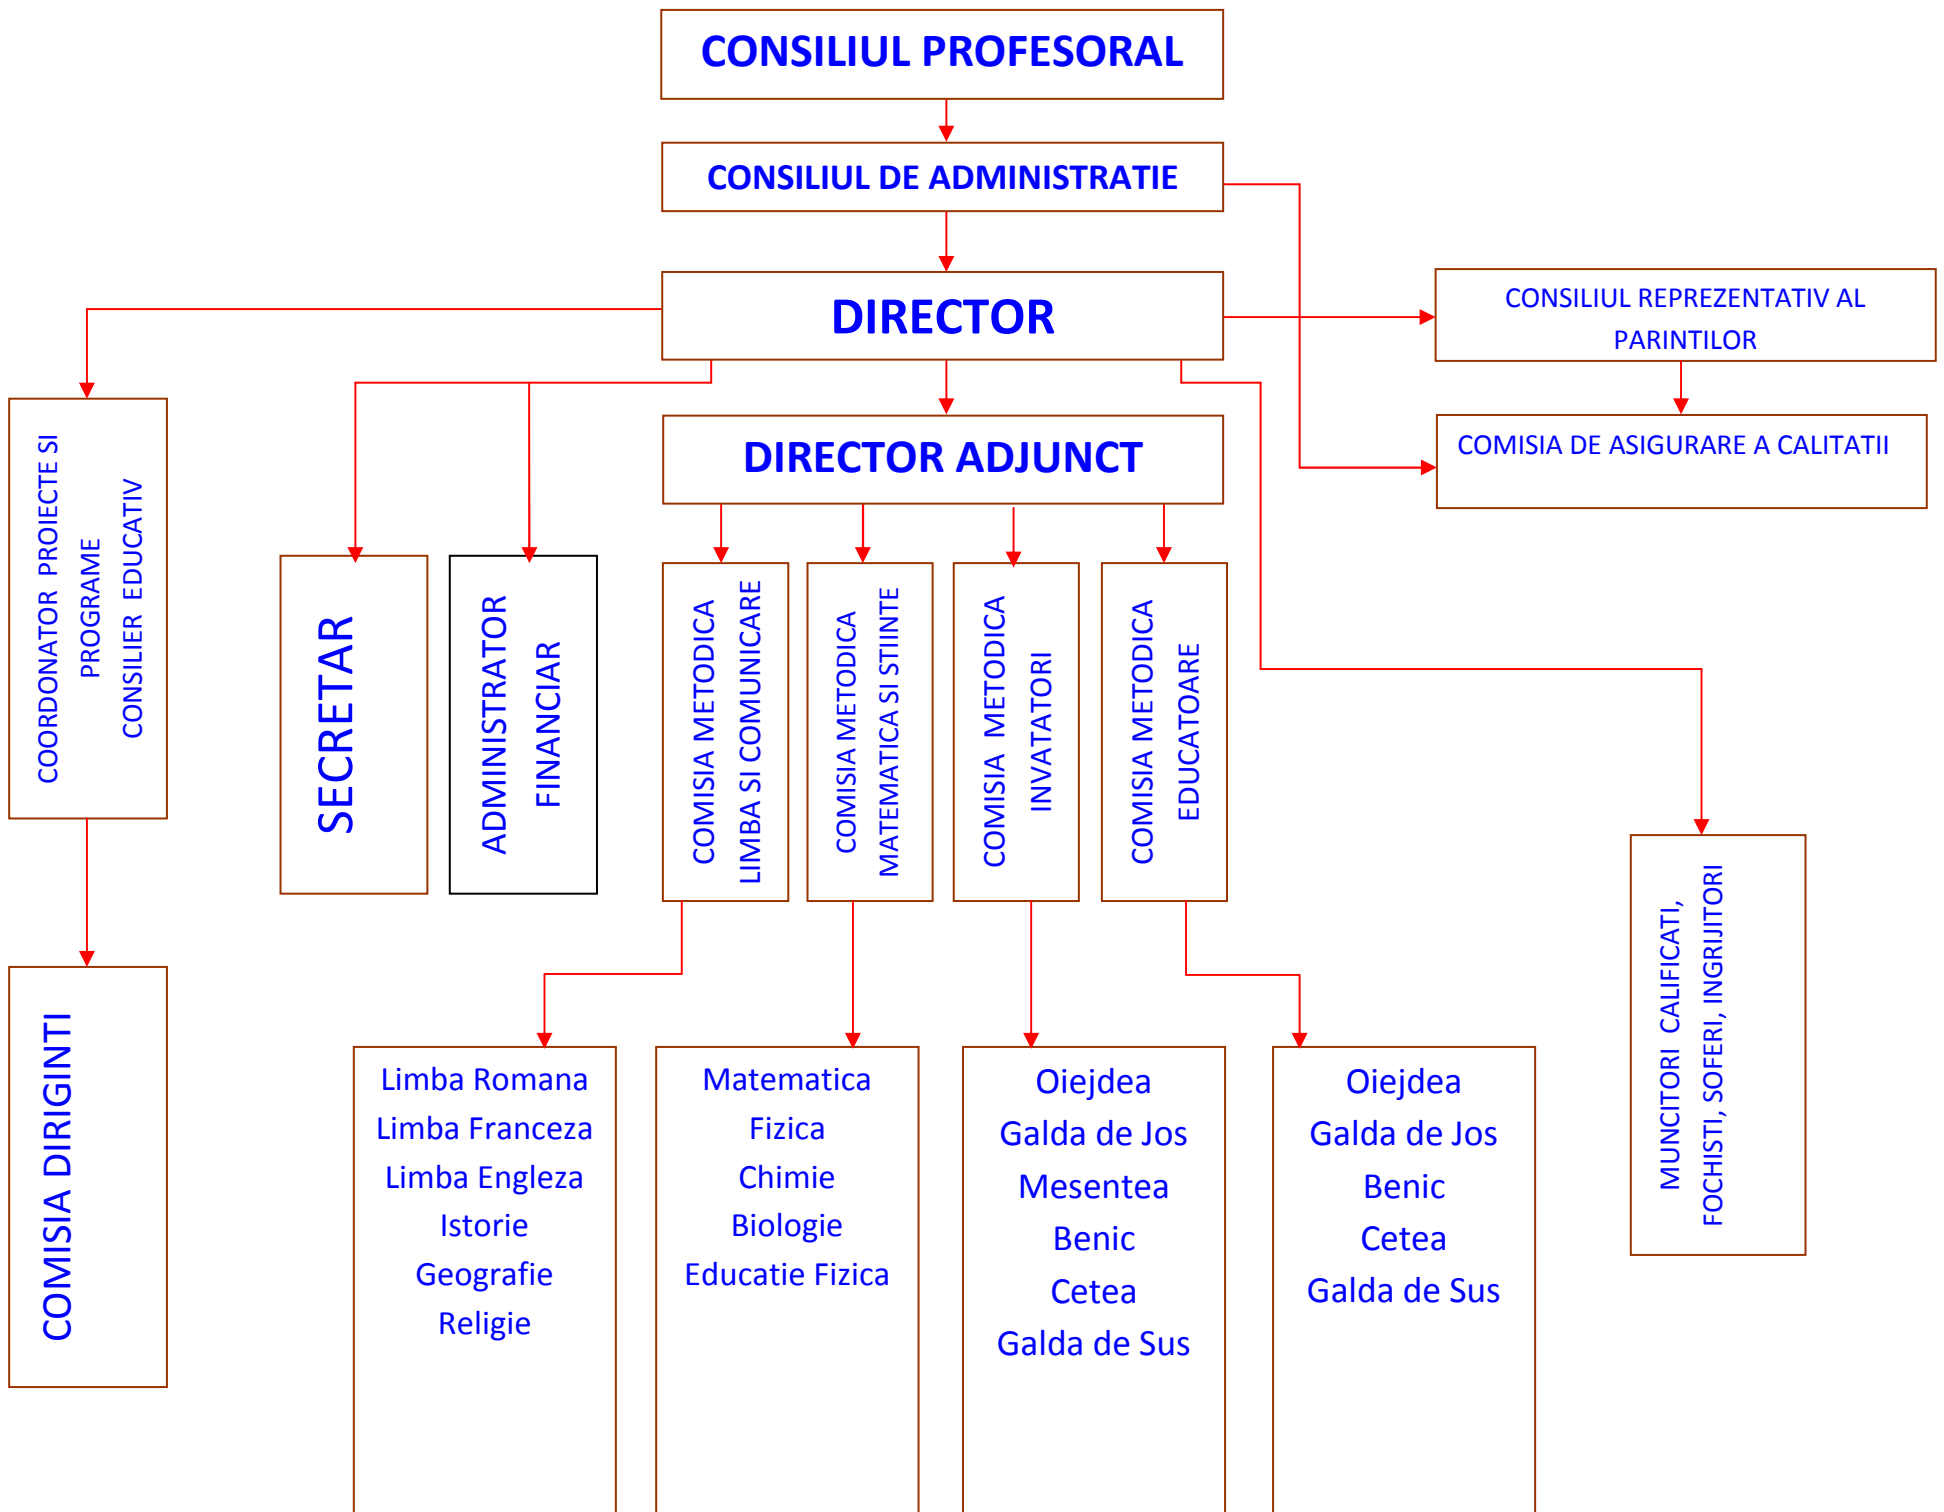 CONSILIUL PROFESORAL
CONSILIUL DE ADMINISTRATIE
DIRECTOR
CONSILIUL REPREZENTATIV AL
PARINTILOR
DIRECTOR ADJUNCT
COMISIA DE ASIGURARE A CALITATII
COORDONATOR PROIECTE SI
PROGRAME
CONSILIER EDUCATIV
SECRETAR
ADMINISTRATOR
FINANCIAR
COMISIA METODICA
LIMBA SI COMUNICARE
COMISIA METODICA
MATEMATICA SI STIINTE
COMISIA METODICA
INVATATORI
COMISIA METODICA
EDUCATOARE
MUNCITORI CALIFICATI,
FOCHISTI, SOFERI, INGRIJITORI
COMISIA DIRIGINTI
Limba Romana
Limba Franceza
Limba Engleza
Istorie
Geografie
Religie
Matematica
Fizica
Chimie
Biologie
Educatie Fizica
Oiejdea
Galda de Jos
Mesentea
Benic
Cetea
Galda de Sus
Oiejdea
Galda de Jos
Benic
Cetea
Galda de Sus